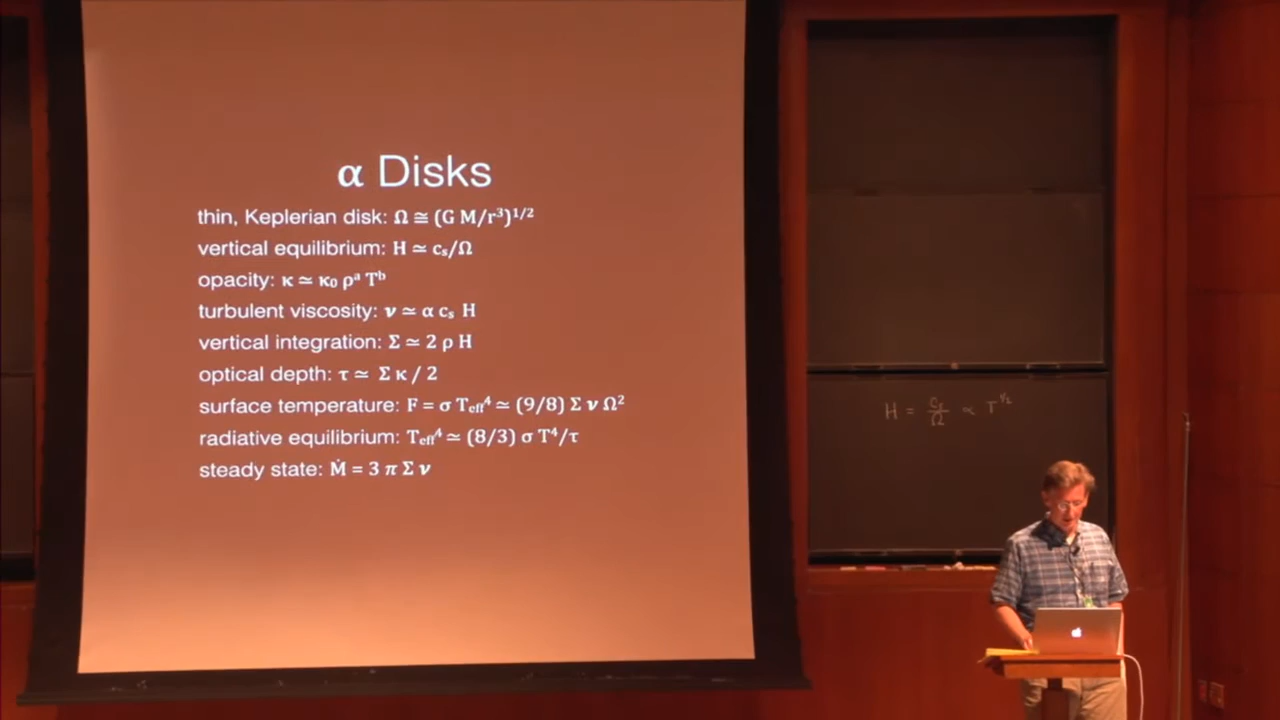 α Disks
thin, Keplerian disk: Ω ≅ (G M/r³)¹/²
vertical equilibrium: H ≃ cₛ/Ω
opacity: κ ≃ κ₀ ρᵃ Tᵇ
turbulent viscosity: ν ≃ α cₛ H
vertical integration: Σ ≃ 2 ρ H
optical depth: τ ≃ Σ κ / 2
surface temperature: F = σ Teff⁴ ≃ (9/8) Σ ν Ω²
radiative equilibrium: Teff⁴ ≃ (8/3) σ T⁴/τ
steady state: Ṁ = 3 π Σ ν
H = cₛ/Ω ∝ T¹/²